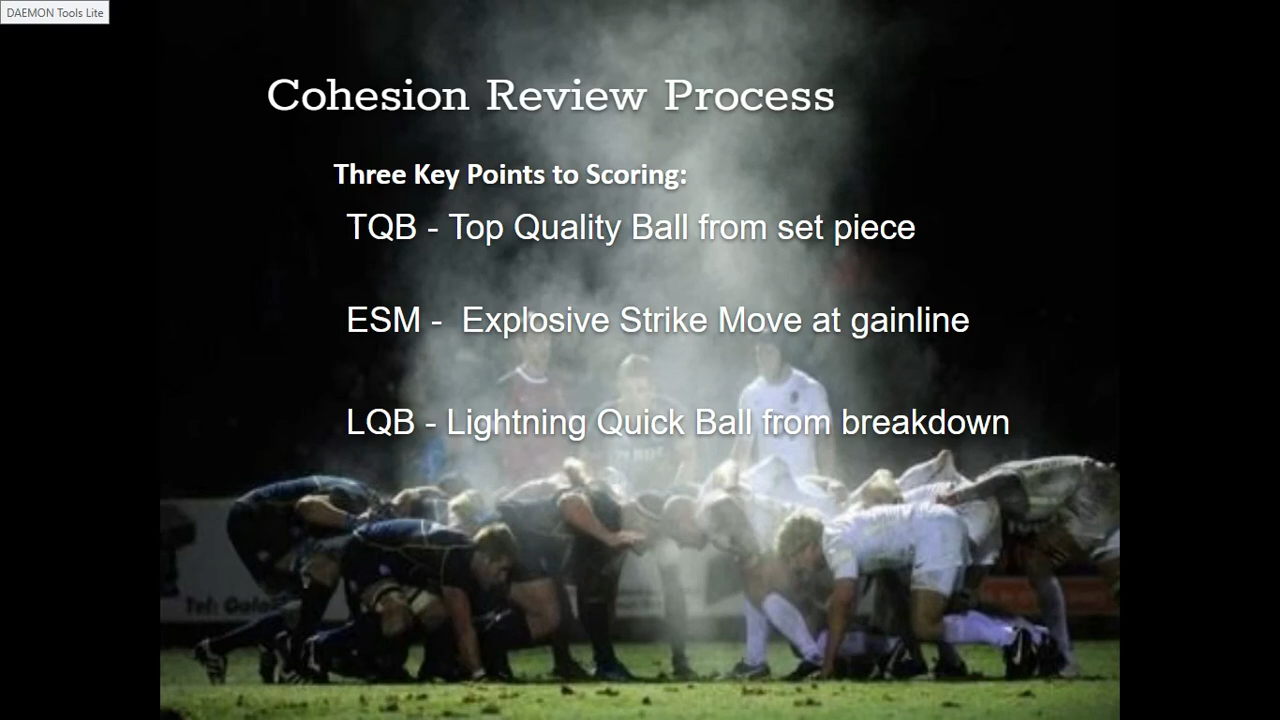 DAEMON Tools Lite
Cohesion Review Process
Three Key Points to Scoring:
TQB - Top Quality Ball from set piece
ESM -  Explosive Strike Move at gainline
LQB - Lightning Quick Ball from breakdown